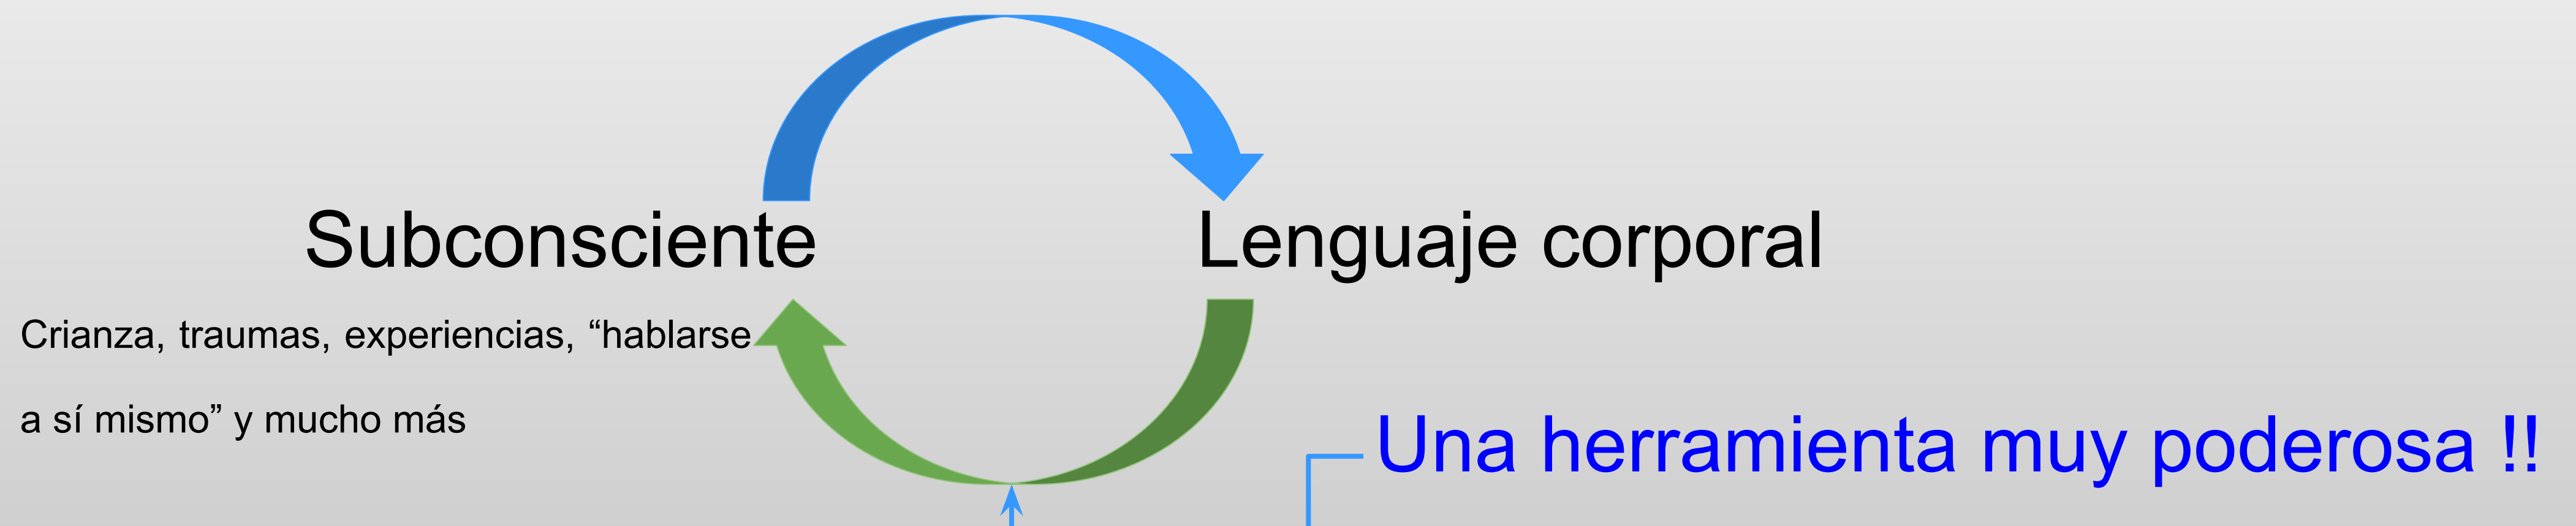 Subconsciente
Lenguaje corporal
Crianza, traumas, experiencias, “hablarse
a sí mismo” y mucho más
Una herramienta muy poderosa !!